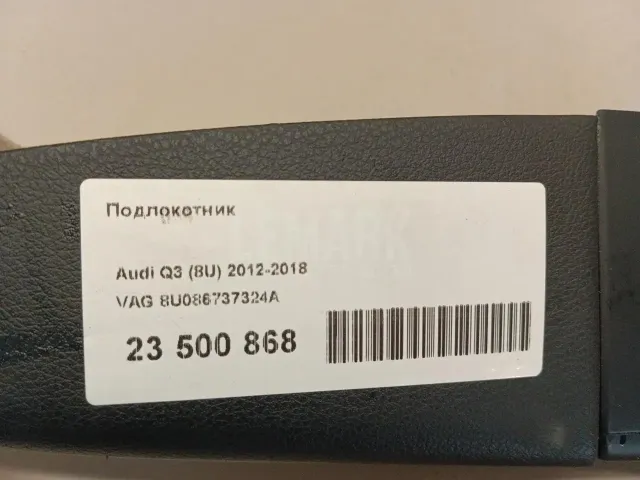 Подлокотник
Audi Q3 (8U) 2012-2018
VAG 8U086737324A
23 500 868